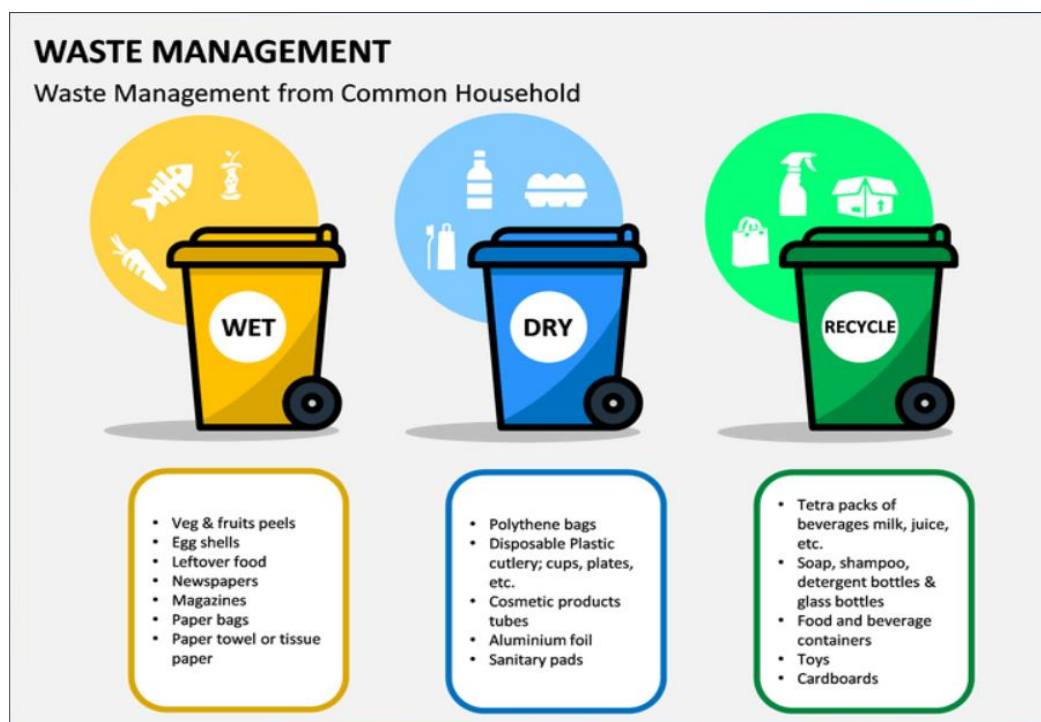 WASTE MANAGEMENT
Waste Management from Common Household
WET
DRY
RECYCLE
• Veg & fruits peels
• Egg shells
• Leftover food
• Newspapers
• Magazines
• Paper bags
• Paper towel or tissue
paper
• Polythene bags
• Disposable Plastic
cutlery; cups, plates,
etc.
• Cosmetic products
tubes
• Aluminium foil
• Sanitary pads
• Tetra packs of
beverages milk, juice,
etc.
• Soap, shampoo,
detergent bottles &
glass bottles
• Food and beverage
containers
• Toys
• Cardboards